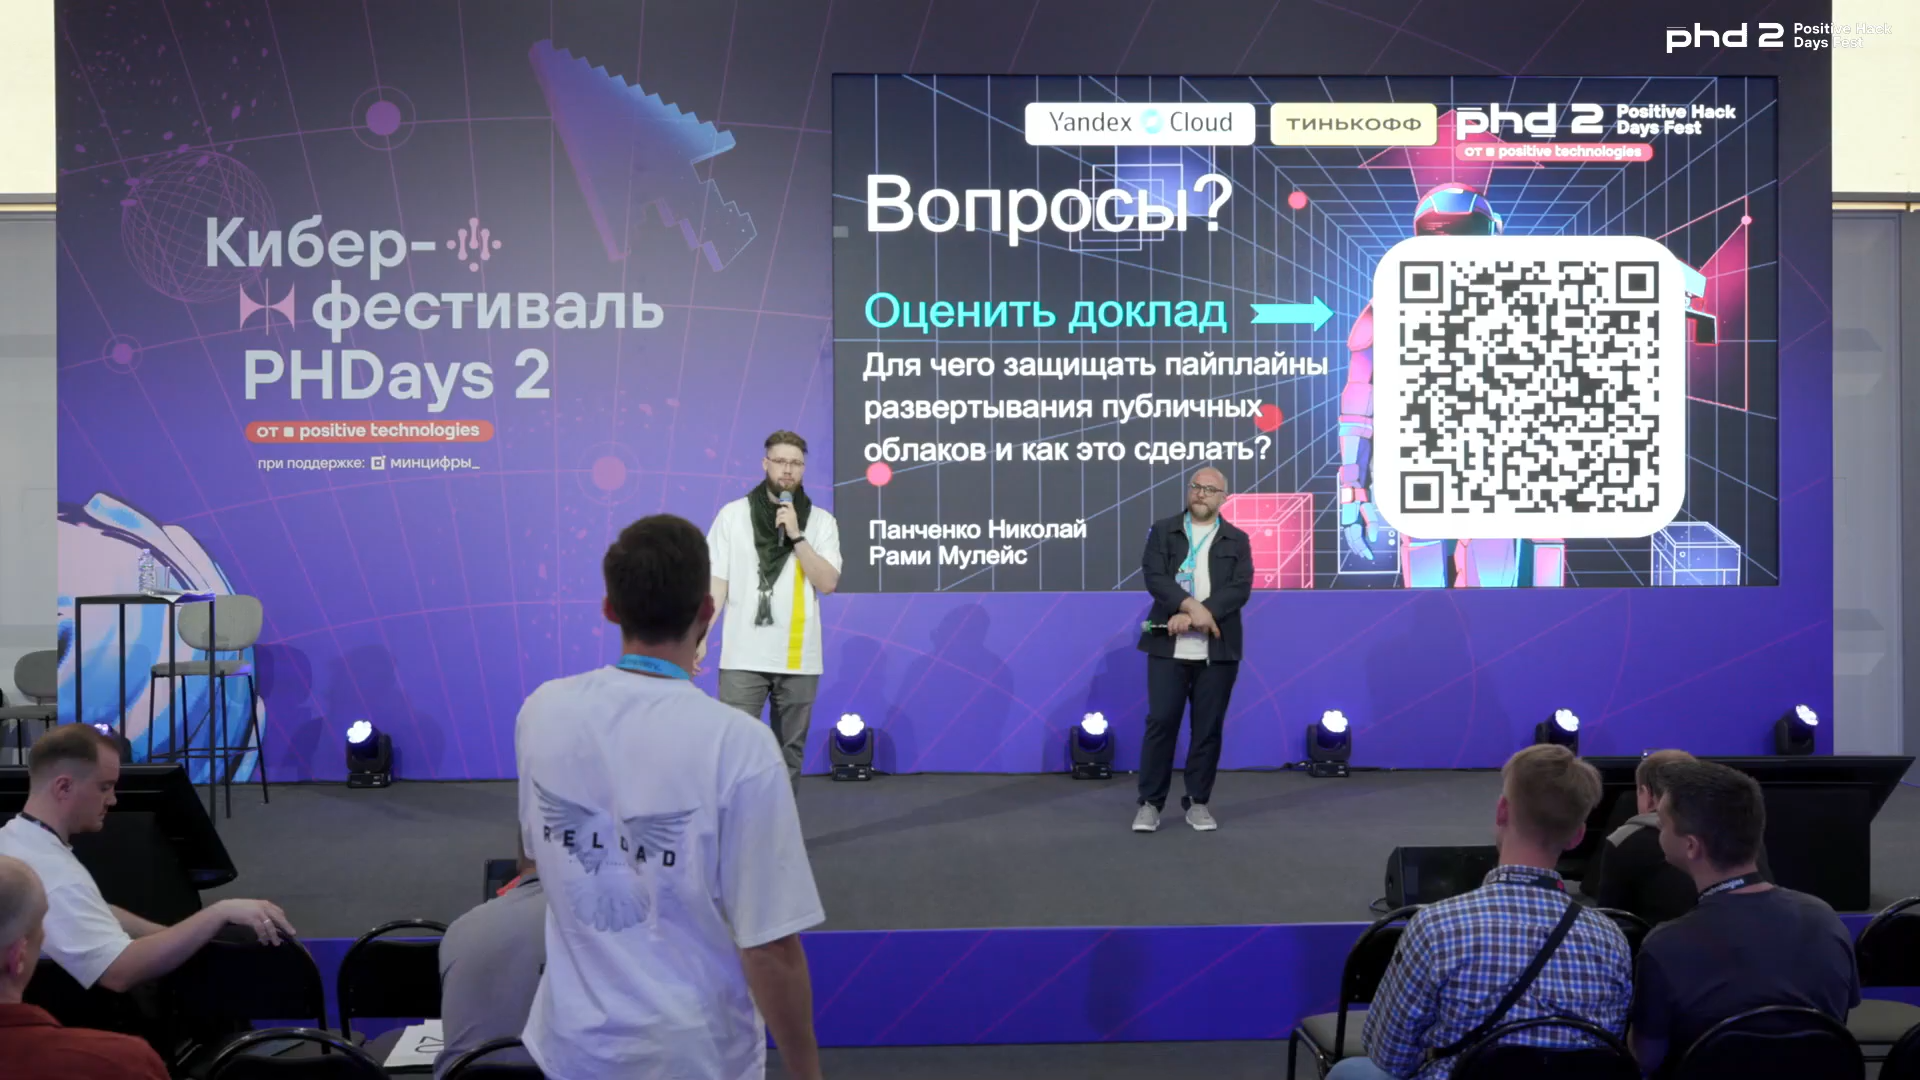 phd 2 Positive Hack
Days Fest
Кибер-
фестиваль
PHDays 2
от positive technologies
при поддержке: минцифры_
Yandex Cloud
ТИНЬКОФФ
phd 2 Positive Hack
Days Fest
от positive technologies
Вопросы?
Оценить доклад
Для чего защищать пайплайны
развертывания публичных
облаков и как это сделать?
Панченко Николай
Рами Мулейс
RELOAD